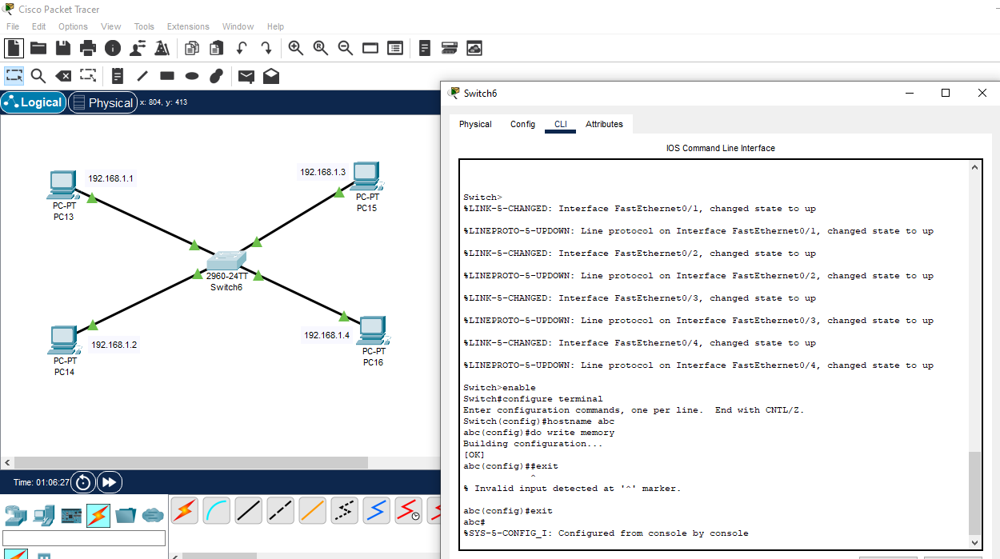 Cisco Packet Tracer
File Edit Options View Tools Extensions Window Help
Logical Physical x: 804, y: 413
192.168.1.1
PC-PT
PC13
192.168.1.3
PC-PT
PC15
2960-24TT
Switch6
192.168.1.2
PC-PT
PC14
192.168.1.4
PC-PT
PC16
Time: 01:06:27
Switch6
Physical Config CLI Attributes
IOS Command Line Interface
Switch>
%LINK-5-CHANGED: Interface FastEthernet0/1, changed state to up
%LINEPROTO-5-UPDOWN: Line protocol on Interface FastEthernet0/1, changed state to up
%LINK-5-CHANGED: Interface FastEthernet0/2, changed state to up
%LINEPROTO-5-UPDOWN: Line protocol on Interface FastEthernet0/2, changed state to up
%LINK-5-CHANGED: Interface FastEthernet0/3, changed state to up
%LINEPROTO-5-UPDOWN: Line protocol on Interface FastEthernet0/3, changed state to up
%LINK-5-CHANGED: Interface FastEthernet0/4, changed state to up
%LINEPROTO-5-UPDOWN: Line protocol on Interface FastEthernet0/4, changed state to up
Switch>enable
Switch#configure terminal
Enter configuration commands, one per line.  End with CNTL/Z.
Switch(config)#hostname abc
abc(config)#do write memory
Building configuration...
[OK]
abc(config)##exit
^
% Invalid input detected at '^' marker.
abc(config)#exit
abc#
%SYS-5-CONFIG_I: Configured from console by console